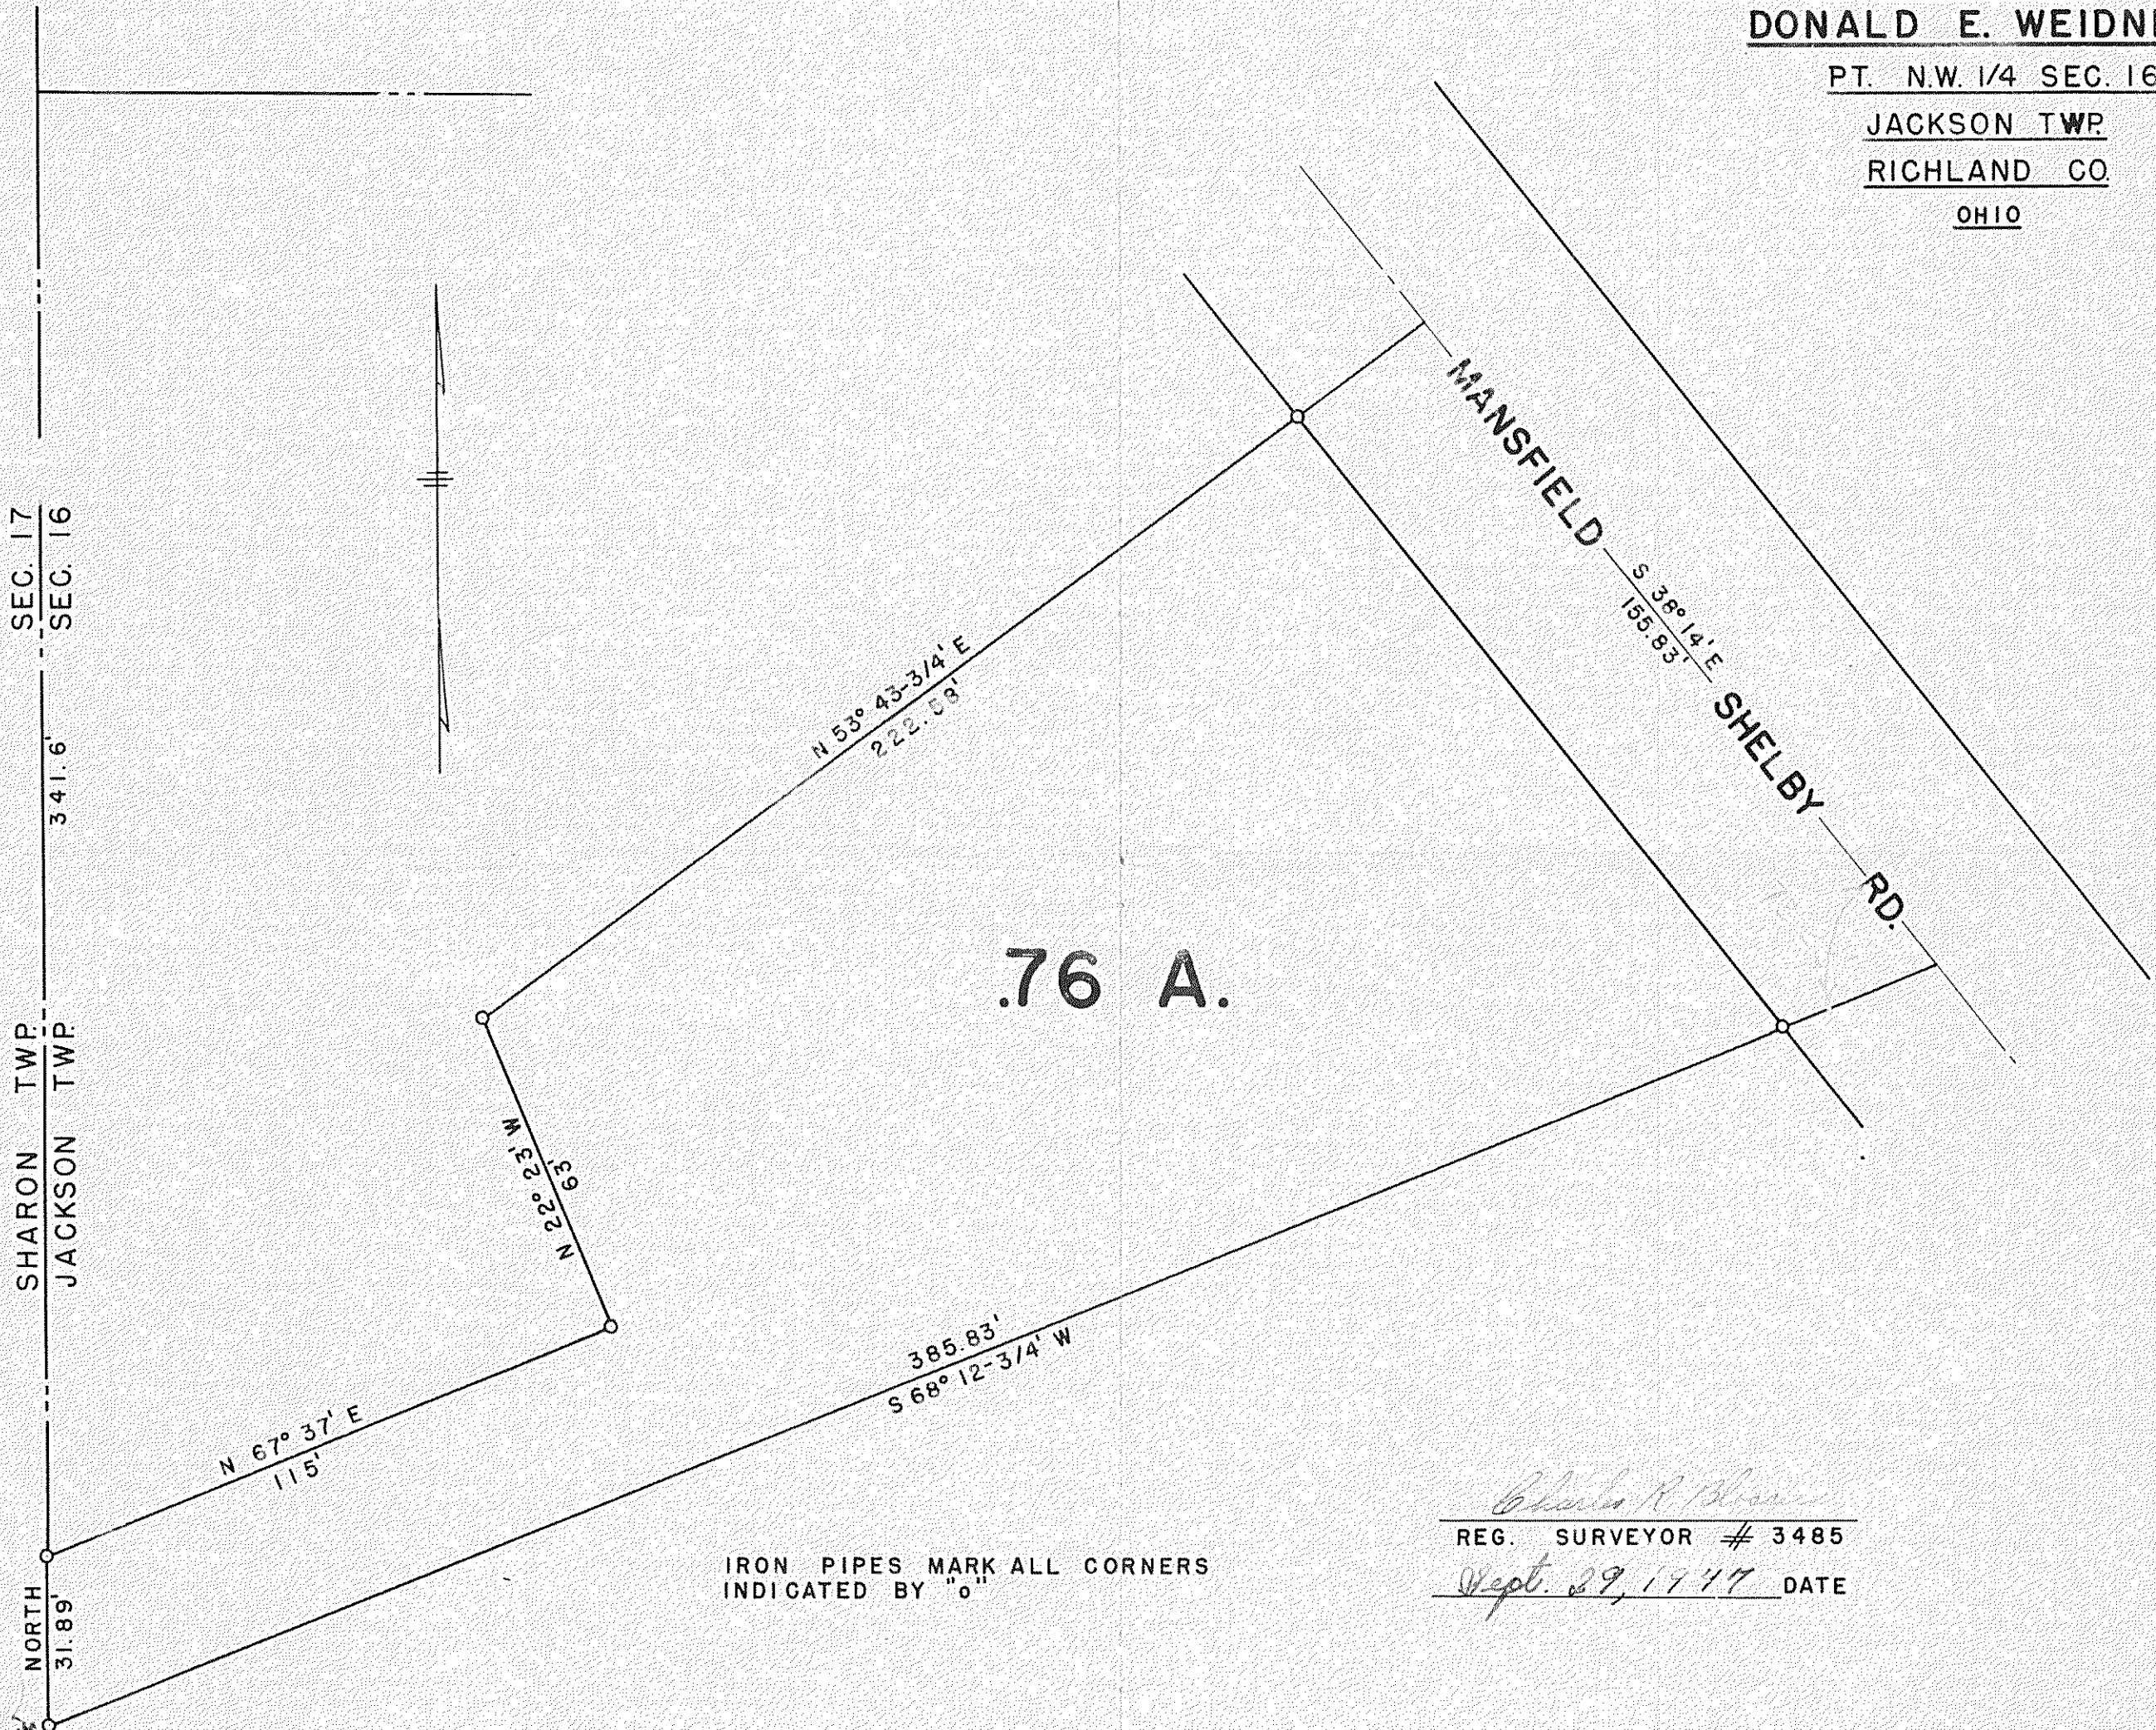 DONALD E. WEIDN
PT. N.W. 1/4 SEC. 16
JACKSON TWP.
RICHLAND CO.
OHIO
SEC. 17
SEC. 16
341.6'
SHARON TWP.
JACKSON TWP.
MANSFIELD SHELBY RD.
S 38° 14' E
155.83'
N 53° 43-3/4' E
222.58'
.76 A.
N 22° 23' W
63'
385.83'
S 68° 12-3/4' W
N 67° 37' E
115'
NORTH
31.89'
IRON PIPES MARK ALL CORNERS
INDICATED BY "o"
Charles R
REG. SURVEYOR # 3485
Sept. 29, 1947 DATE